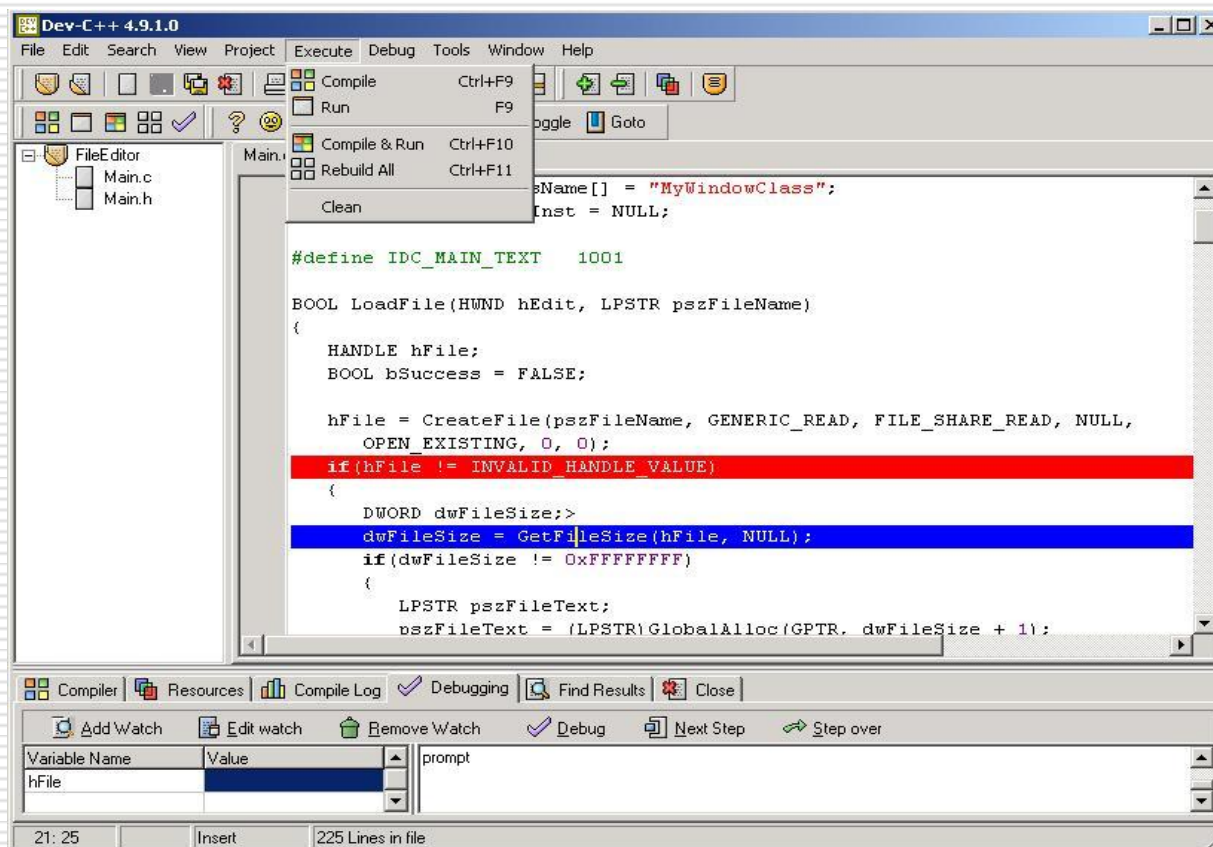 Dev-C++ 4.9.1.0
File Edit Search View Project Execute Debug Tools Window Help
Compile Ctrl+F9
Run F9
Compile & Run Ctrl+F10
Rebuild All Ctrl+F11
Clean
Goto
FileEditor
Main.c
Main.h
Name[] = "MyWindowClass";
Inst = NULL;
#define IDC_MAIN_TEXT 1001
BOOL LoadFile(HWND hEdit, LPSTR pszFileName)
{
HANDLE hFile;
BOOL bSuccess = FALSE;
hFile = CreateFile(pszFileName, GENERIC_READ, FILE_SHARE_READ, NULL,
OPEN_EXISTING, 0, 0);
if(hFile != INVALID_HANDLE_VALUE)
{
DWORD dwFileSize;>
dwFileSize = GetFileSize(hFile, NULL);
if(dwFileSize != 0xFFFFFFFF)
{
LPSTR pszFileText;
pszFileText = (LPSTR)GlobalAlloc(GPTR, dwFileSize + 1);
Compiler Resources Compile Log Debugging Find Results Close
Add Watch Edit watch Remove Watch Debug Next Step Step over
Variable Name Value
prompt
hFile
21: 25 Insert 225 Lines in file